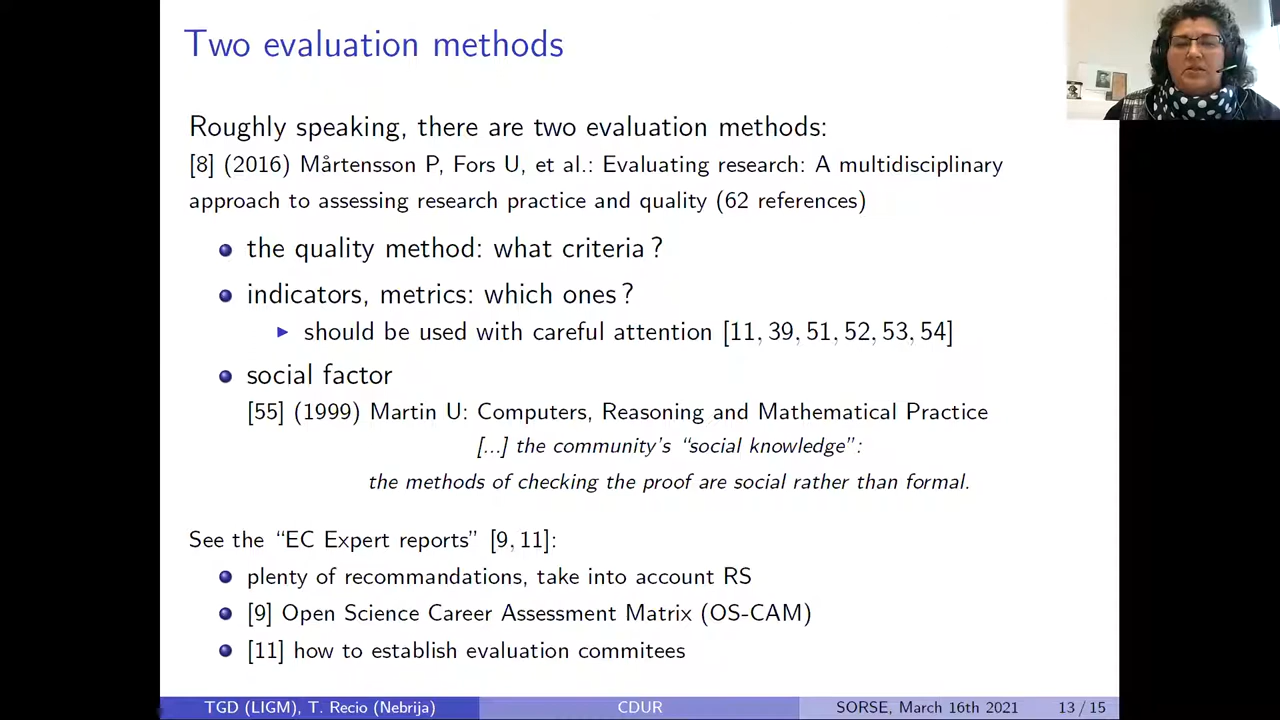 Two evaluation methods
Roughly speaking, there are two evaluation methods:
[8] (2016) Mårtensson P, Fors U, et al.: Evaluating research: A multidisciplinary
approach to assessing research practice and quality (62 references)
the quality method: what criteria ?
indicators, metrics: which ones ?
should be used with careful attention [11, 39, 51, 52, 53, 54]
social factor
[55] (1999) Martin U: Computers, Reasoning and Mathematical Practice
[...] the community's “social knowledge”:
the methods of checking the proof are social rather than formal.
See the “EC Expert reports” [9, 11]:
plenty of recommandations, take into account RS
[9] Open Science Career Assessment Matrix (OS-CAM)
[11] how to establish evaluation commitees
TGD (LIGM), T. Recio (Nebrija) CDUR SORSE, March 16th 2021 13 / 15